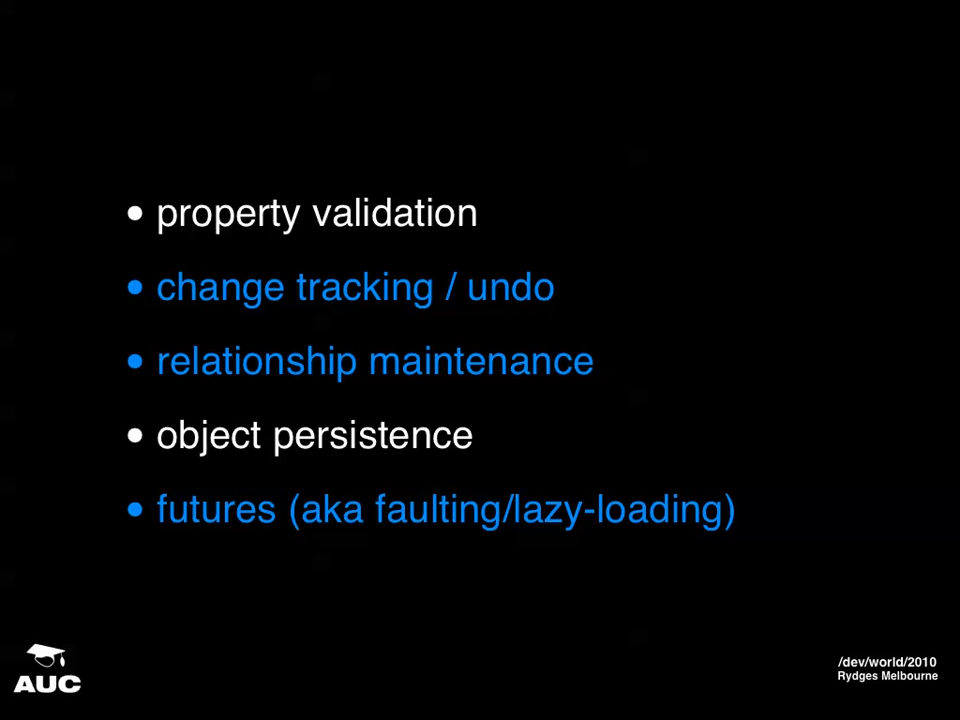 • property validation
• change tracking / undo
• relationship maintenance
• object persistence
• futures (aka faulting/lazy-loading)
AUC
/dev/world/2010
Rydges Melbourne